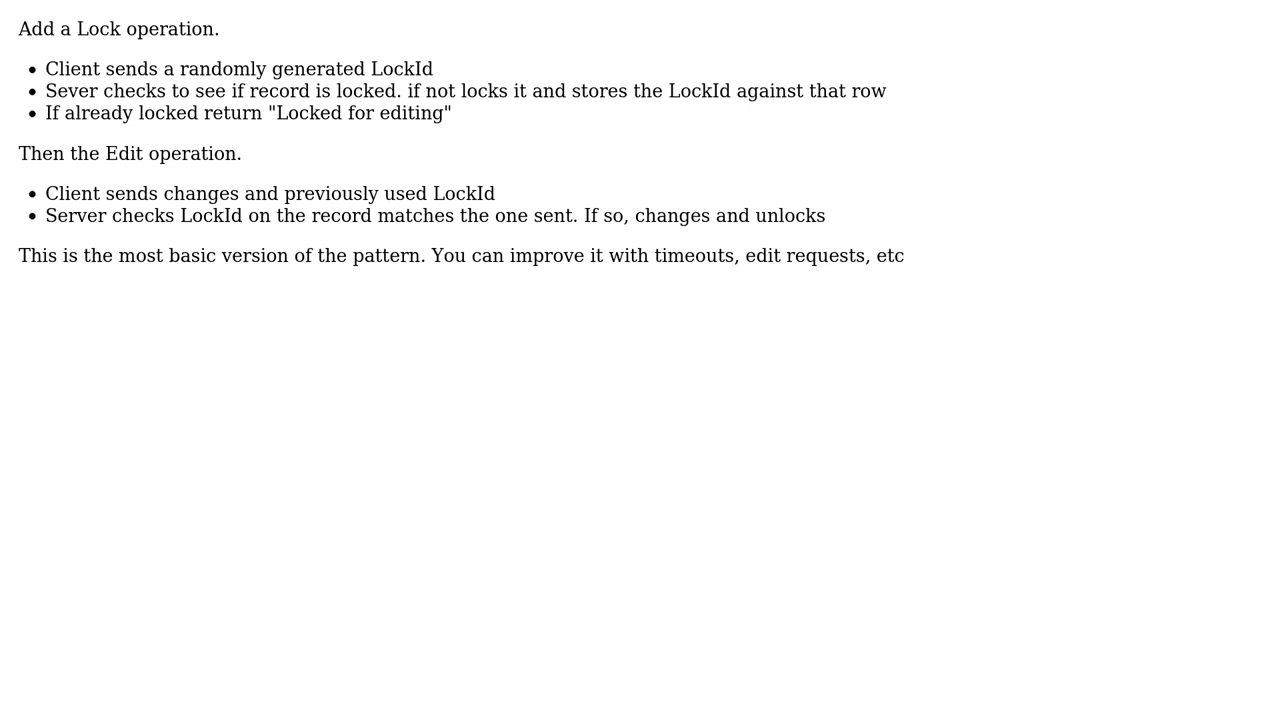 Add a Lock operation.
• Client sends a randomly generated LockId
• Sever checks to see if record is locked. if not locks it and stores the LockId against that row
• If already locked return "Locked for editing"
Then the Edit operation.
• Client sends changes and previously used LockId
• Server checks LockId on the record matches the one sent. If so, changes and unlocks
This is the most basic version of the pattern. You can improve it with timeouts, edit requests, etc